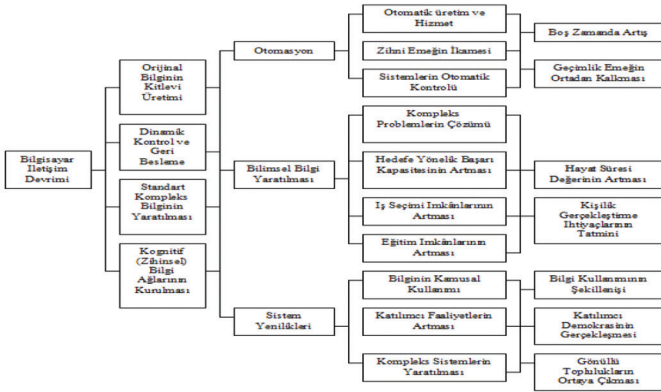 Bilgisayar
İletişim
Devrimi
Orijinal
Bilginin
Kitlevi
Üretimi
Dinamik
Kontrol ve
Geri
Besleme
Standart
Kompleks
Bilginin
Yaratılması
Kognitif
(Zihinsel)
Bilgi
Ağlarının
Kurulması
Otomasyon
Bilimsel Bilgi
Yaratılması
Sistem
Yenilikleri
Otomatik üretim ve
Hizmet
Zihni Emeğin İkamesi
Sistemlerin Otomatik
Kontrolü
Kompleks
Problemlerin Çözümü
Hedefe Yönelik Başarı
Kapasitesinin Artması
İş Seçimi İmkânlarının
Artması
Eğitim İmkânlarının
Artması
Bilginin Kamusal
Kullanımı
Katılımcı Faaliyetlerin
Artması
Kompleks Sistemlerin
Yaratılması
Boş Zamanda Artış
Geçimlik Emeğin
Ortadan Kalkması
Hayat Süresi
Değerinin Artması
Kişilik
Gerçekleştirme
İhtiyaçlarının
Tatmini
Bilgi Kullanımının
Şekillenişi
Katılımcı
Demokrasinin
Gerçekleşmesi
Gönüllü
Toplulukların
Ortaya Çıkması